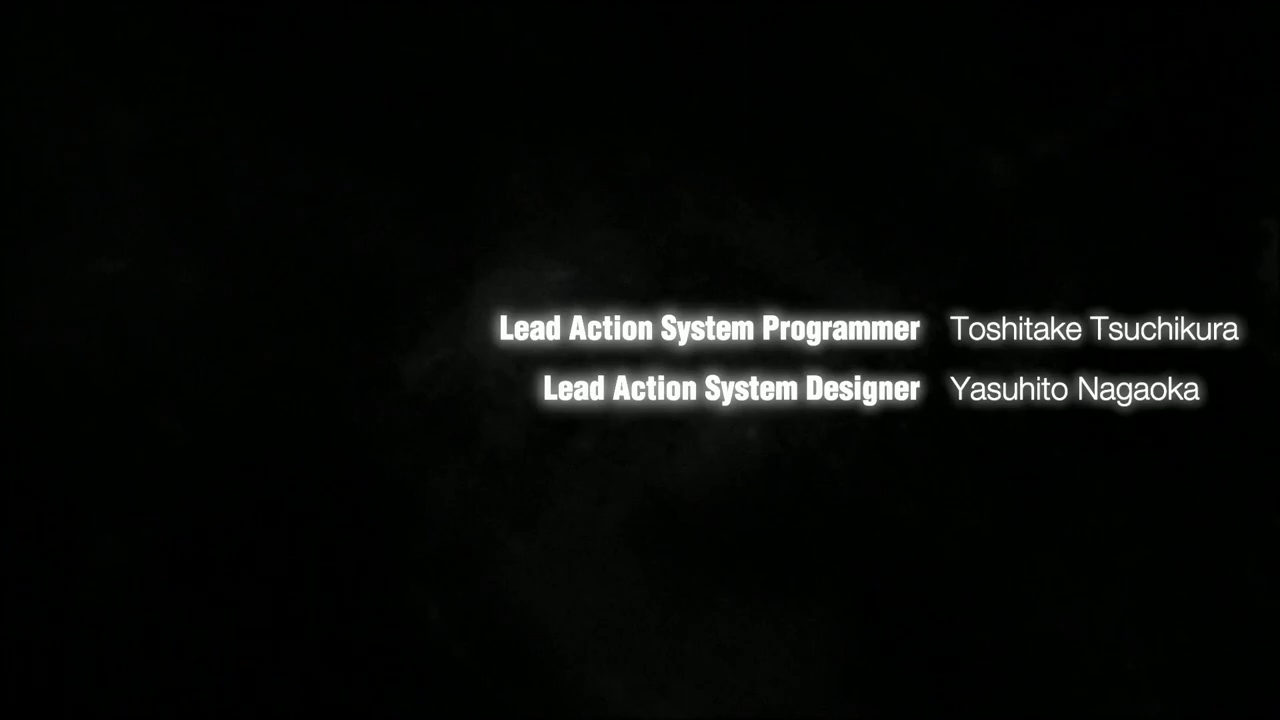 Lead Action System Programmer Toshitake Tsuchikura
Lead Action System Designer Yasuhito Nagaoka